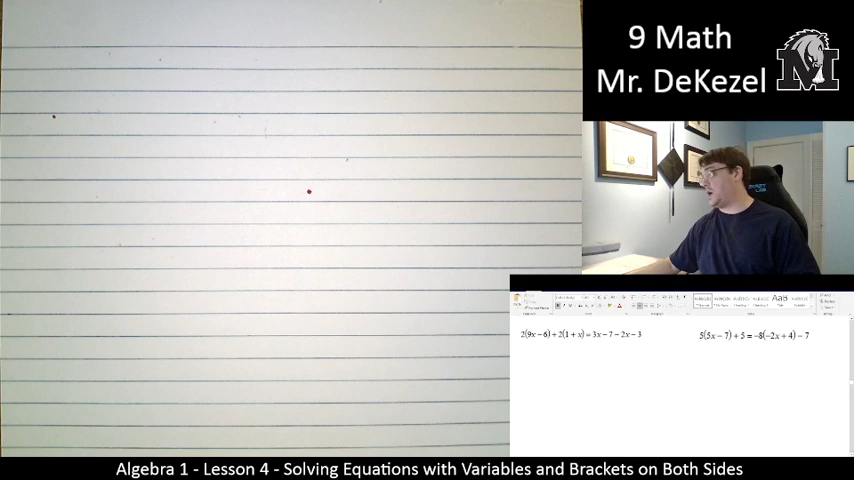 9 Math
Mr. DeKezel
M
2(9x − 6) + 2(1 + x) = 3x − 7 − 2x − 3
5(5x − 7) + 5 = −8(−2x + 4) − 7
Algebra 1 - Lesson 4 - Solving Equations with Variables and Brackets on Both Sides